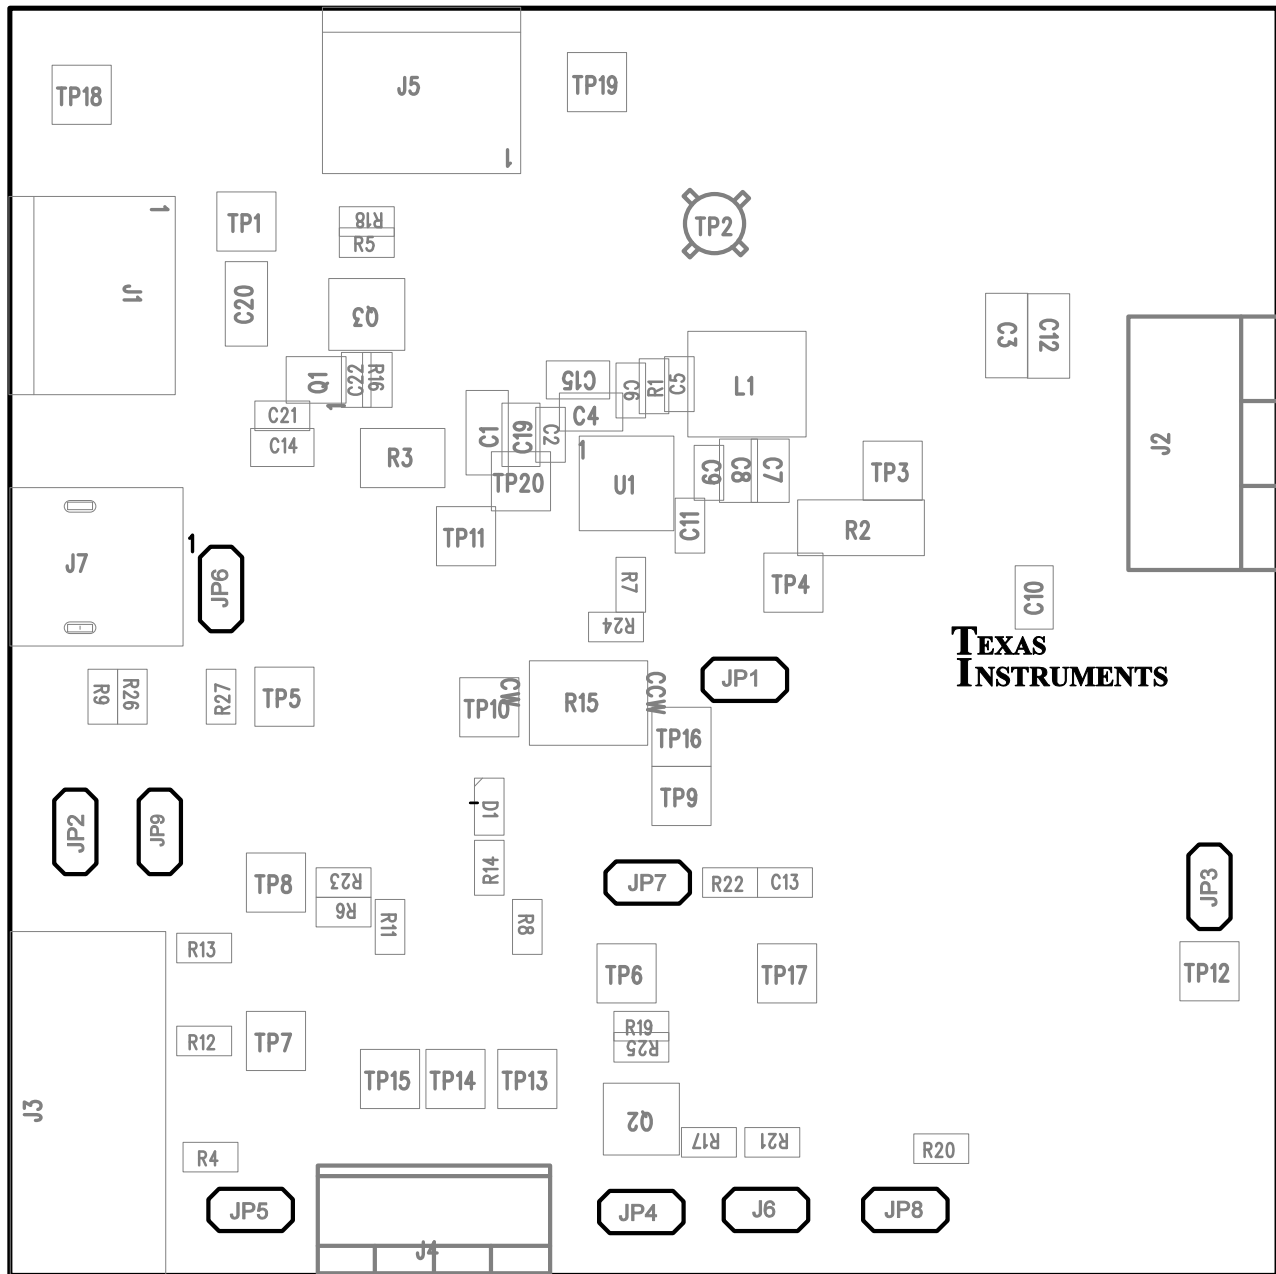 TP18
J5
TP19
1
1
TP1
R18
R5
TP2
J1
C20
Q3
C3
C12
Q1
C22
R16
1
C15
C6
R1
C5
L1
C21
C14
C1
C19
C2
C4
1
J2
R3
TP20
U1
C9
C8
C7
TP3
C11
R2
TP11
1
J7
JP6
R7
TP4
C10
R24
TEXAS
INSTRUMENTS
R9
R26
R27
TP5
TP10
CW
R15
CCW
JP1
TP16
TP9
D1
JP2
JP9
R14
TP8
R23
R6
R11
R8
JP7
R22
C13
JP3
R13
TP6
TP17
TP12
R12
TP7
R19
R25
TP15
TP14
TP13
J3
Q2
R17
R21
R20
R4
JP5
J4
JP4
J6
JP8